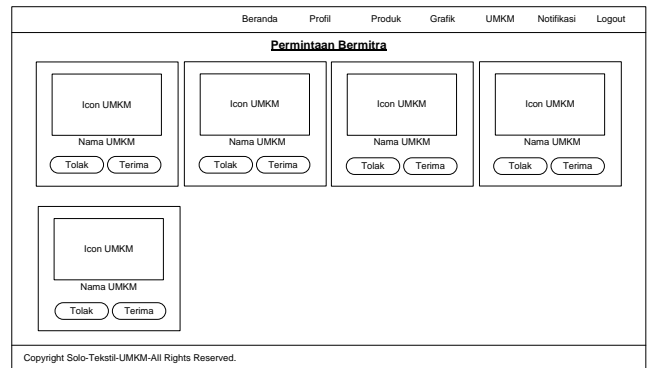 Beranda Profil Produk Grafik UMKM Notifikasi Logout
Permintaan Bermitra
Icon UMKM Icon UMKM Icon UMKM Icon UMKM
Nama UMKM Nama UMKM Nama UMKM Nama UMKM
Tolak Terima Tolak Terima Tolak Terima Tolak Terima
Icon UMKM
Nama UMKM
Tolak Terima
Copyright Solo-Tekstil-UMKM-All Rights Reserved.